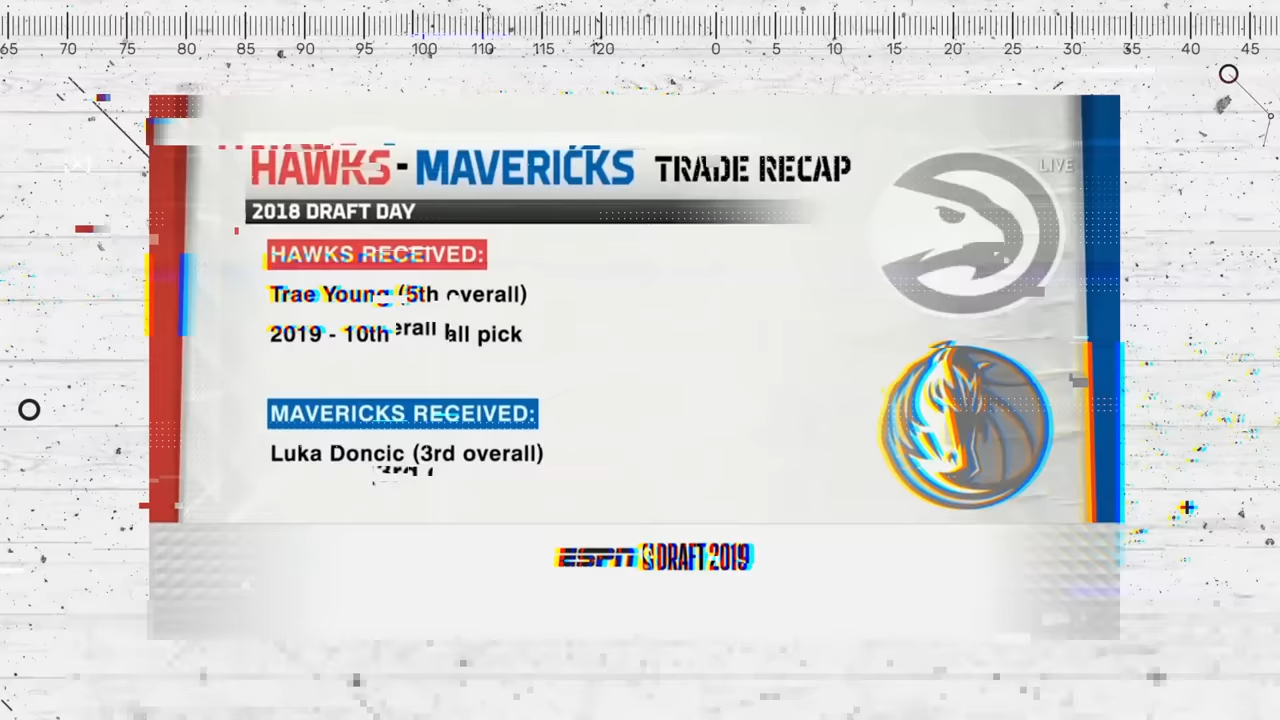 65 70 75 80 85 90 95 100 110 115 120 0 5 10 15 20 25 30 35 40 45
HAWKS - MAVERICKS TRADE RECAP
LIVE
2018 DRAFT DAY
HAWKS RECEIVED:
Trae Young (5th overall)
2019 - 10th erall all pick
MAVERICKS RECEIVED:
Luka Doncic (3rd overall)
ESPN DRAFT 2019